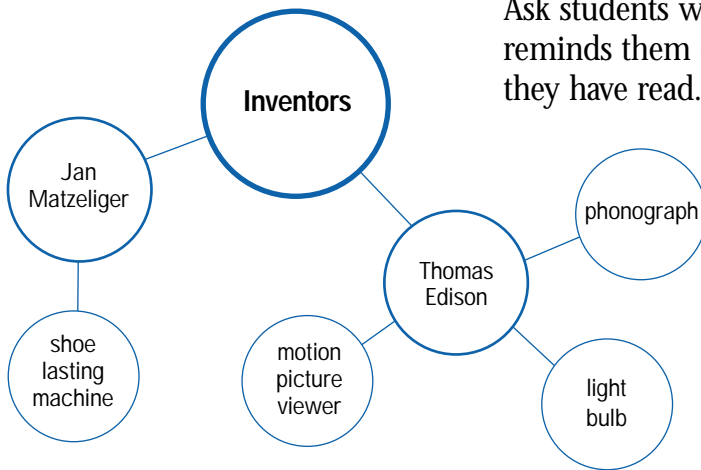 Ask students w
reminds them
they have read.
Inventors
Jan
Matzeliger
phonograph
Thomas
Edison
shoe
lasting
machine
motion
picture
viewer
light
bulb